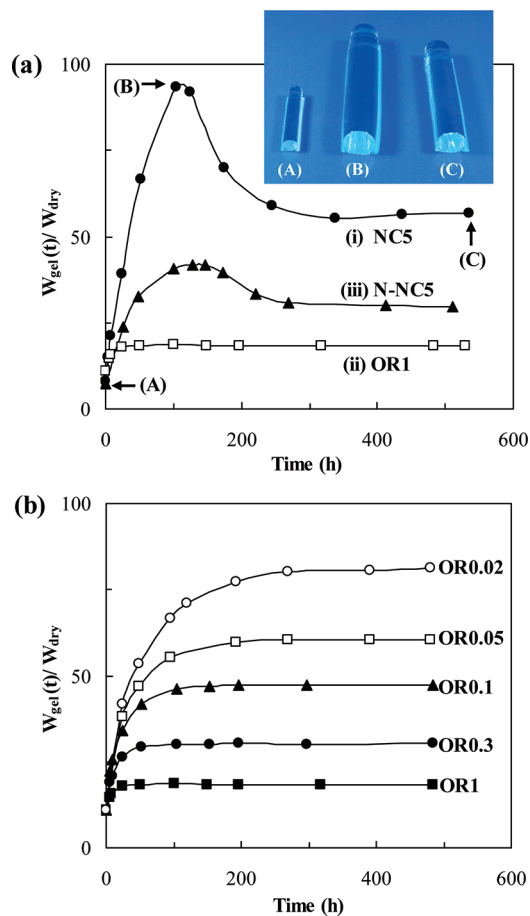 (a)
100
50
0
W_gel (t)/ W_dry
(B)
(i) NC5
(C)
(iii) N-NC5
(ii) OR1
(A)
(A) (B) (C)
0 200 400 600
Time (h)
(b)
100
50
0
W_gel (t)/ W_dry
OR0.02
OR0.05
OR0.1
OR0.3
OR1
0 200 400 600
Time (h)